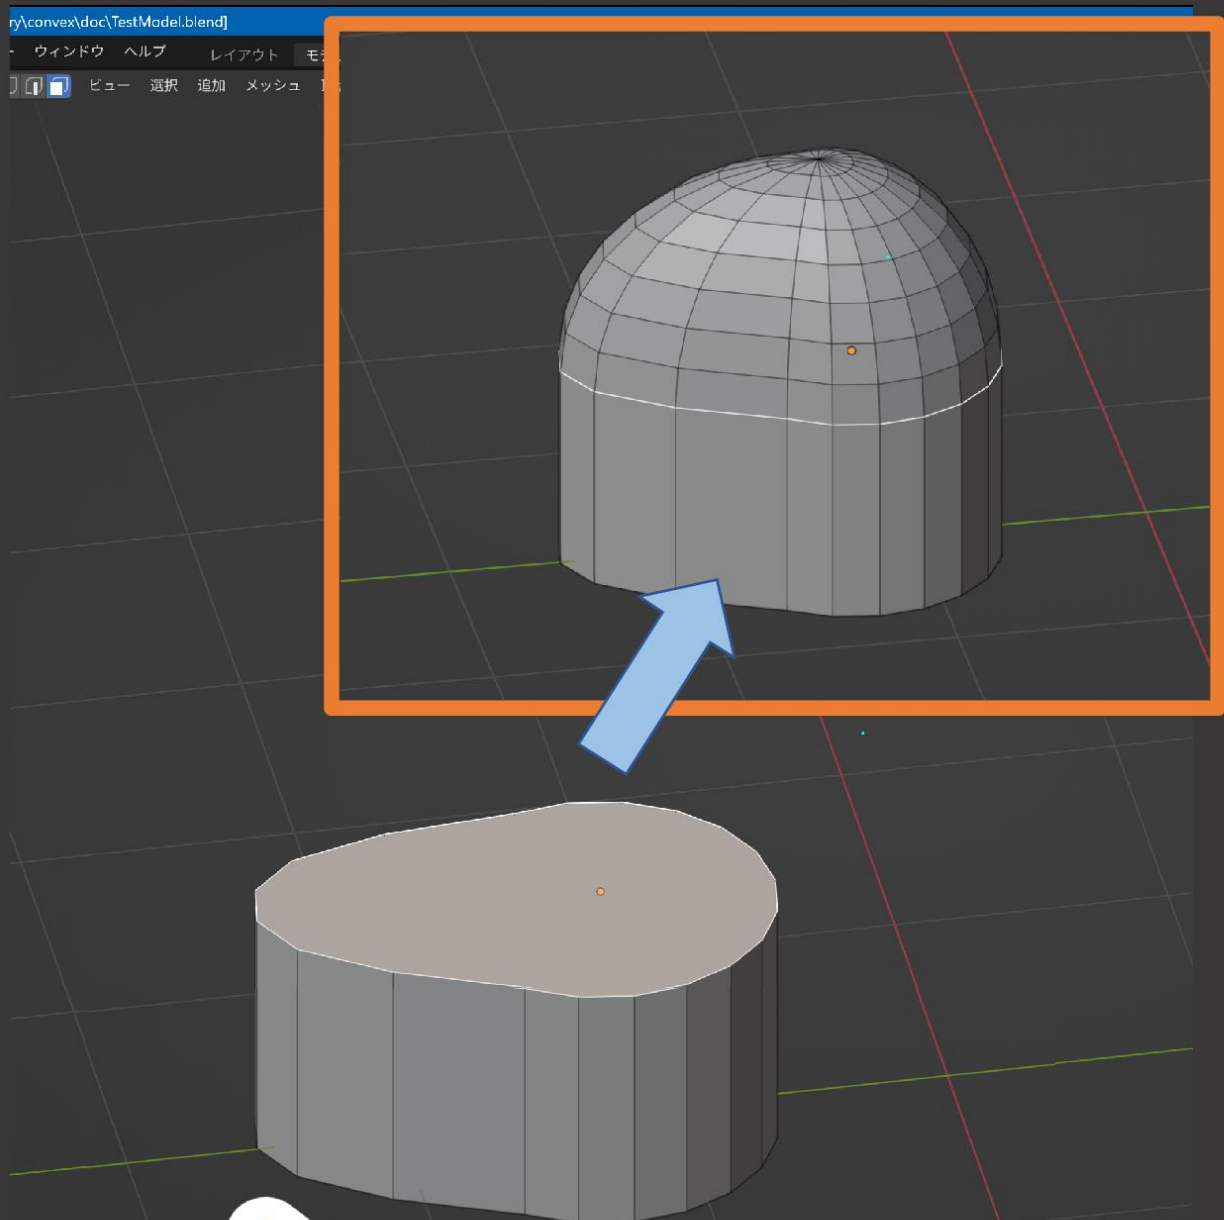 ry\convex\doc\TestModel.blend]
ウィンドウ ヘルプ レイアウト モ
ビュー 選択 追加 メッシュ